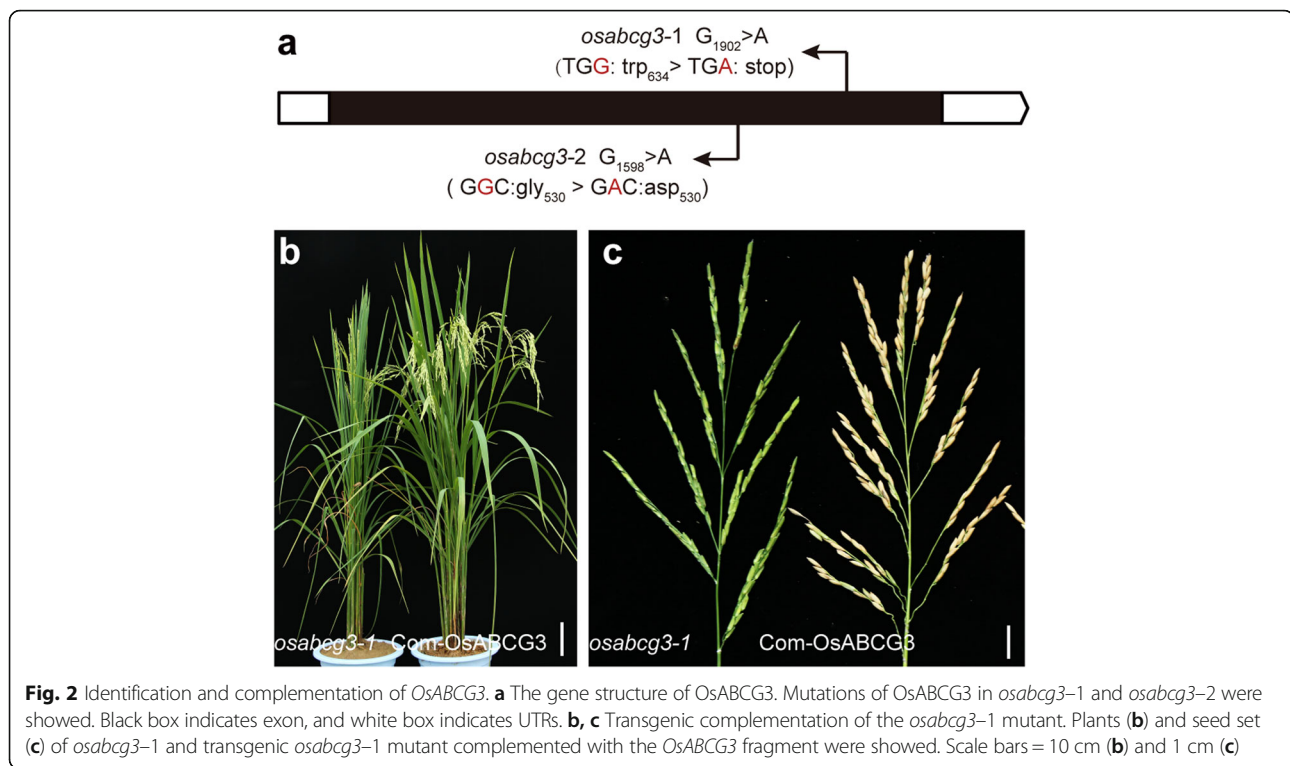 a
osabcg3-1 G1902>A
(TGG: trp634> TGA: stop)
osabcg3-2 G1598>A
( GGC:gly530 > GAC:asp530)
b
osabcg3-1 Com-OsABCG3
c
osabcg3-1 Com-OsABCG3
Fig. 2 Identification and complementation of OsABCG3. a The gene structure of OsABCG3. Mutations of OsABCG3 in osabcg3–1 and osabcg3–2 were
showed. Black box indicates exon, and white box indicates UTRs. b, c Transgenic complementation of the osabcg3–1 mutant. Plants (b) and seed set
(c) of osabcg3–1 and transgenic osabcg3–1 mutant complemented with the OsABCG3 fragment were showed. Scale bars = 10 cm (b) and 1 cm (c)